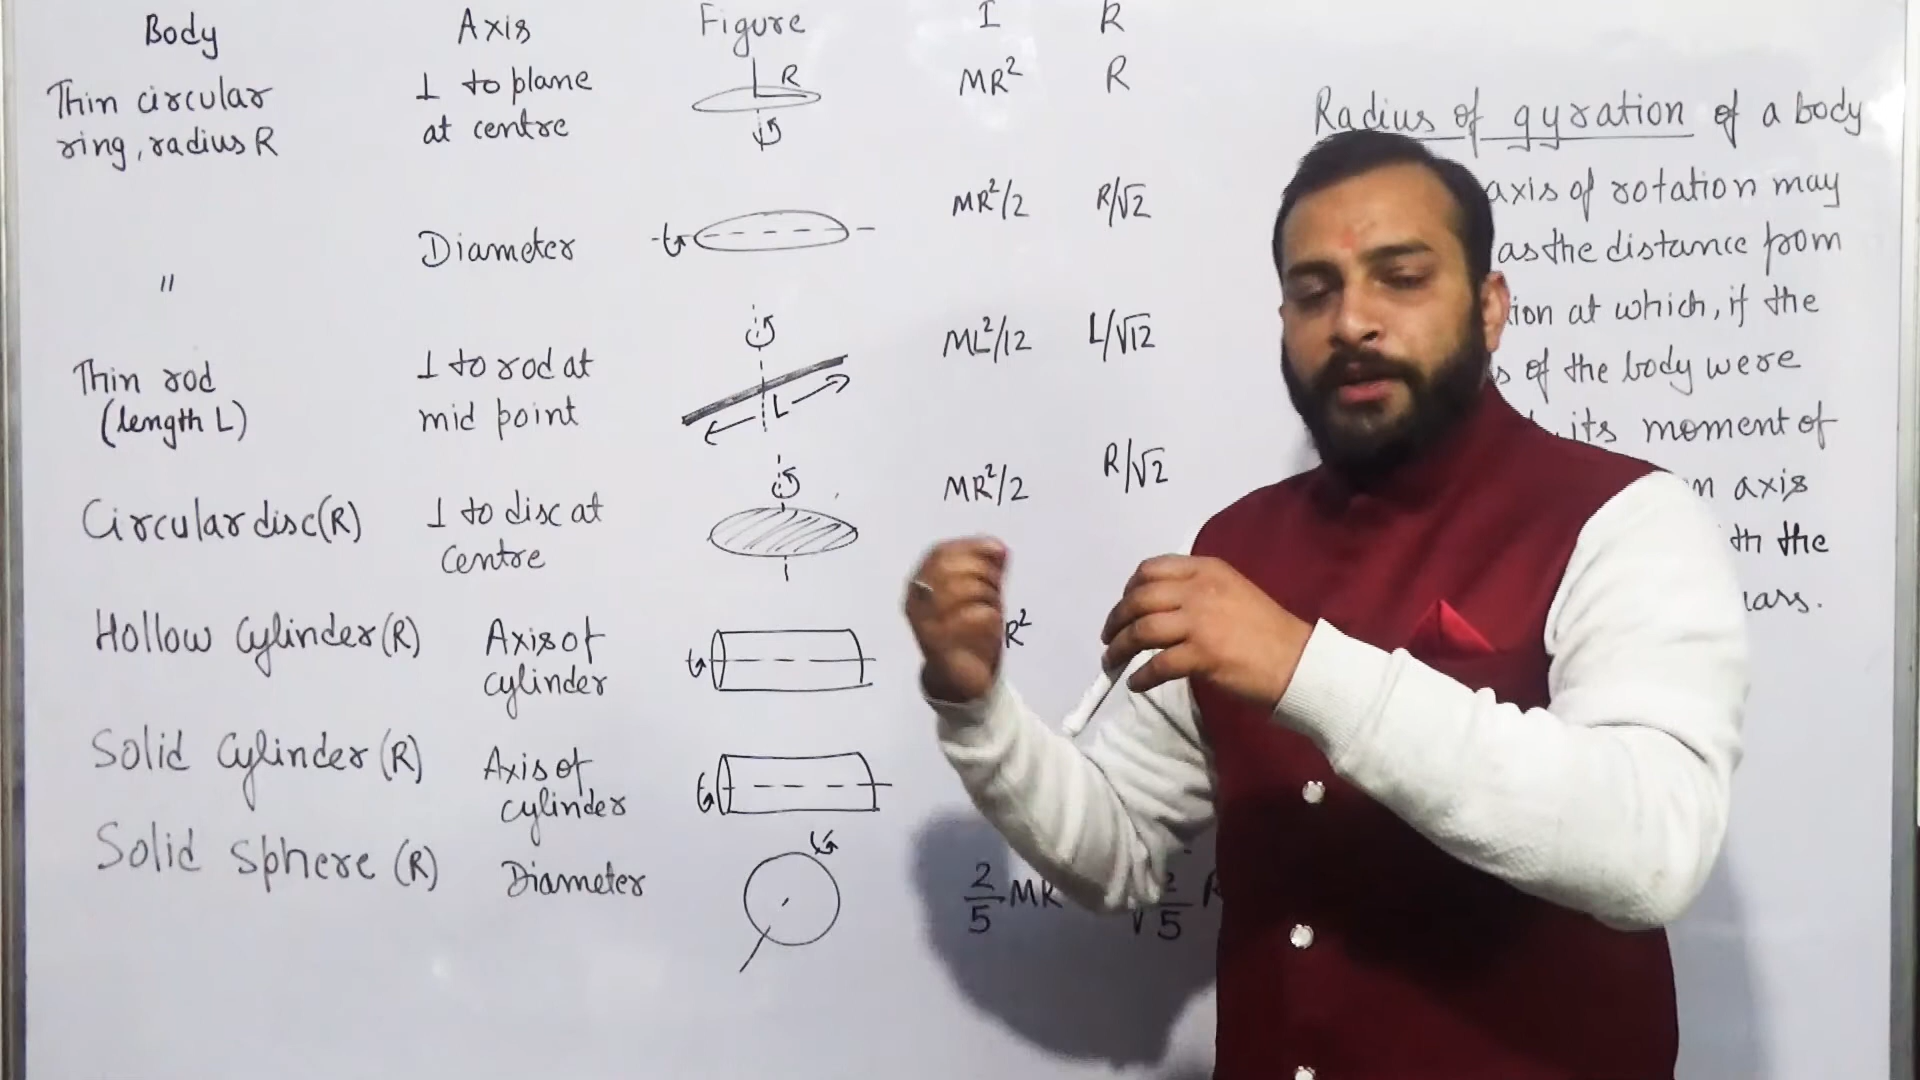 Body Axis Figure I R
Thin circular ring, radius R ⊥ to plane at centre R MR² R
" Diameter MR²/2 R/√2
Thin rod (length L) ⊥ to rod at mid point L ML²/12 L/√12
Circular disc (R) ⊥ to disc at Centre MR²/2 R/√2
Hollow Cylinder (R) Axis of cylinder R²
Solid Cylinder (R) Axis of cylinder
Solid Sphere (R) Diameter 2/5 MR
Radius of gyration of a body
axis of rotation may
as the distance from
at which, if the
of the body were
its moment of
axis
the